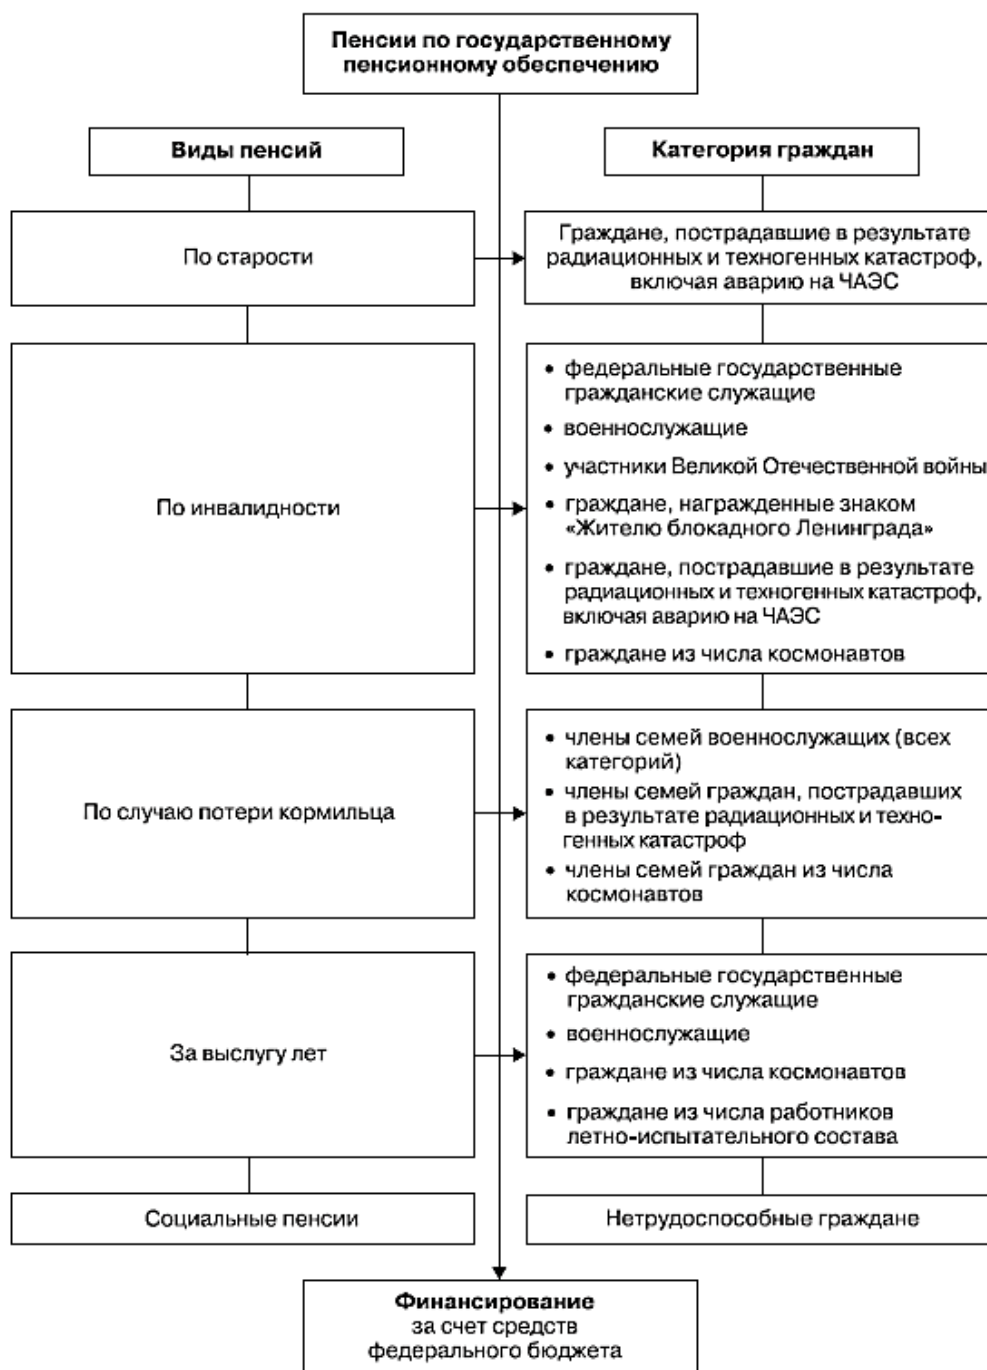 Пенсии по государственному
пенсионному обеспечению
Виды пенсий
Категория граждан
По старости
Граждане, пострадавшие в результате
радиационных и техногенных катастроф,
включая аварию на ЧАЭС
По инвалидности
• федеральные государственные
гражданские служащие
• военнослужащие
• участники Великой Отечественной войны
• граждане, награжденные знаком
«Жителю блокадного Ленинграда»
• граждане, пострадавшие в результате
радиационных и техногенных катастроф,
включая аварию на ЧАЭС
• граждане из числа космонавтов
По случаю потери кормильца
• члены семей военнослужащих (всех
категорий)
• члены семей граждан, пострадавших
в результате радиационных и техно-
генных катастроф
• члены семей граждан из числа
космонавтов
За выслугу лет
• федеральные государственные
гражданские служащие
• военнослужащие
• граждане из числа космонавтов
• граждане из числа работников
летно-испытательного состава
Социальные пенсии
Нетрудоспособные граждане
Финансирование
за счет средств
федерального бюджета